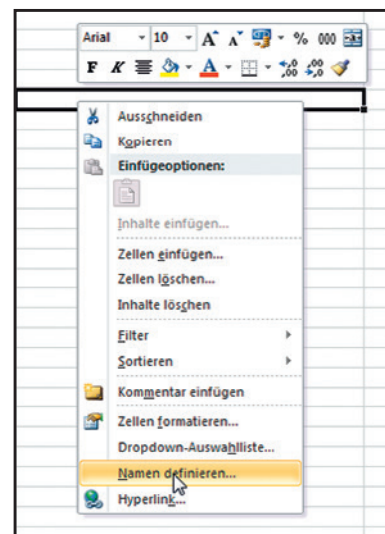 Arial 10 A A % 000
F K A ,00 ,0
Ausschneiden
Kopieren
Einfügeoptionen:
Inhalte einfügen...
Zellen einfügen...
Zellen löschen...
Inhalte löschen
Filter
Sortieren
Kommentar einfügen
Zellen formatieren...
Dropdown-Auswahlliste...
Namen definieren...
Hyperlink...